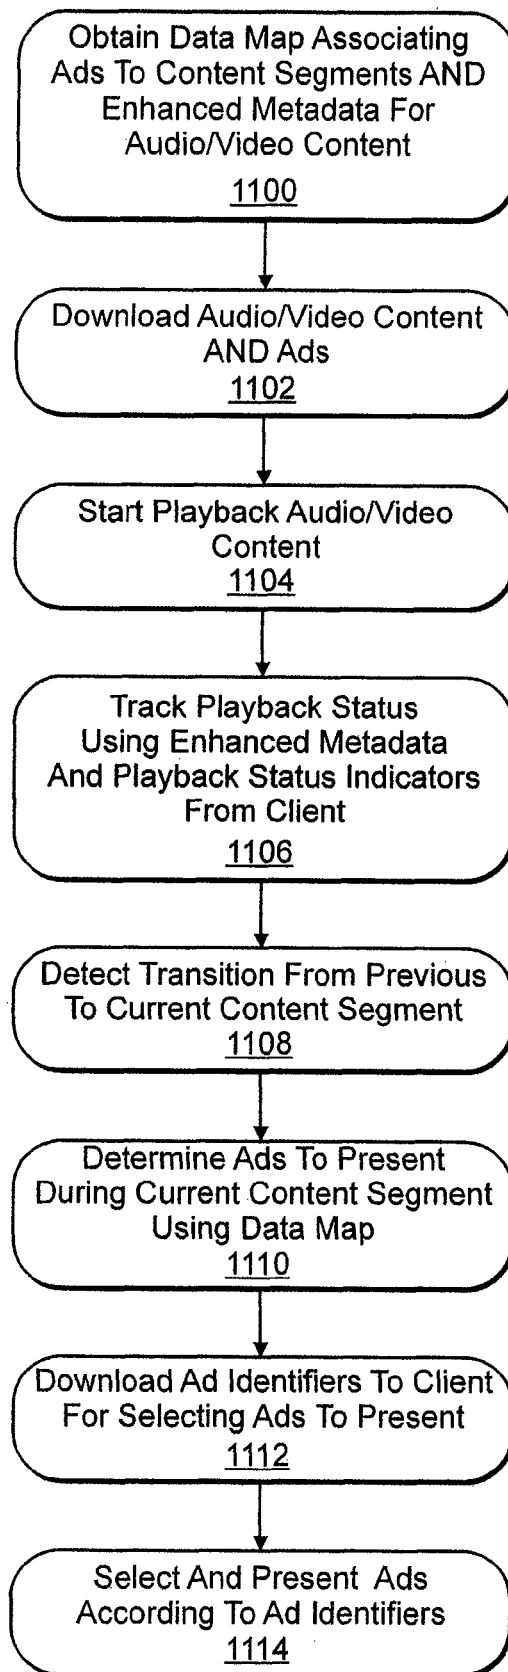 Obtain Data Map Associating
Ads To Content Segments AND
Enhanced Metadata For
Audio/Video Content
1100
Download Audio/Video Content
AND Ads
1102
Start Playback Audio/Video
Content
1104
Track Playback Status
Using Enhanced Metadata
And Playback Status Indicators
From Client
1106
Detect Transition From Previous
To Current Content Segment
1108
Determine Ads To Present
During Current Content Segment
Using Data Map
1110
Download Ad Identifiers To Client
For Selecting Ads To Present
1112
Select And Present Ads
According To Ad Identifiers
1114